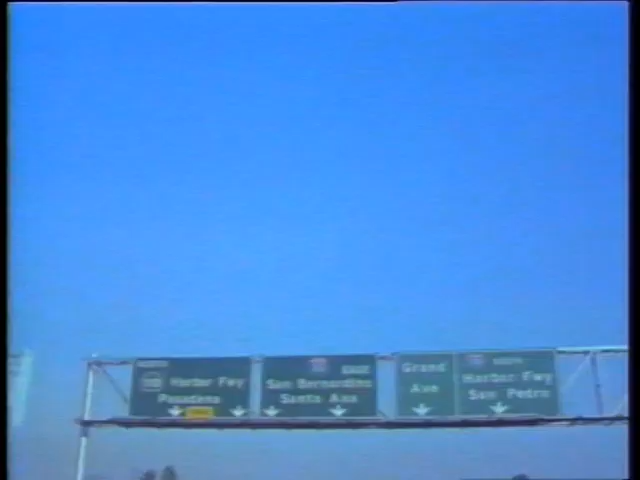 Harbor Fwy
Pasadena
San Bernardino
Santa Ana
Grand
Ave
Harbor Fwy
San Pedro